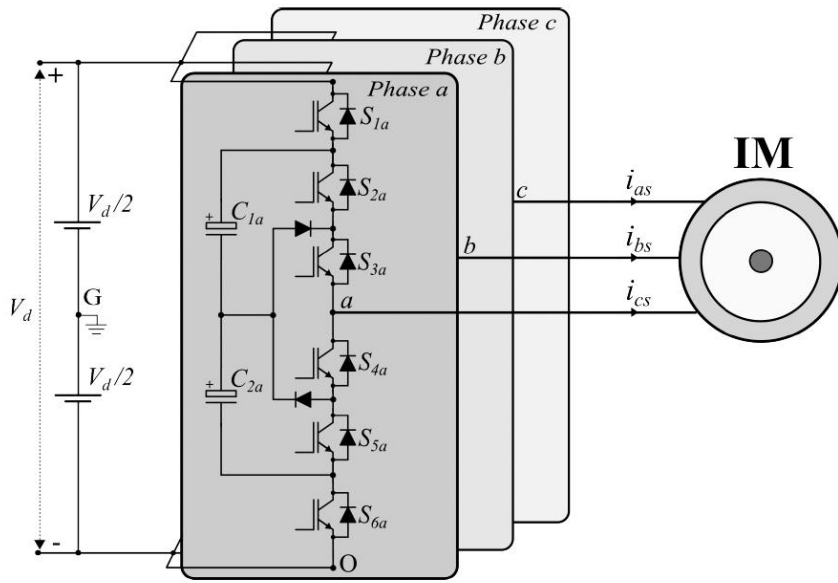 Phase c
Phase b
Phase a
+
S1a
Vd/2
C1a
+
S2a
IM
c
ias
b
ibs
S3a
G
Vd
a
ics
Vd/2
C2a
+
S4a
S5a
S6a
-
O